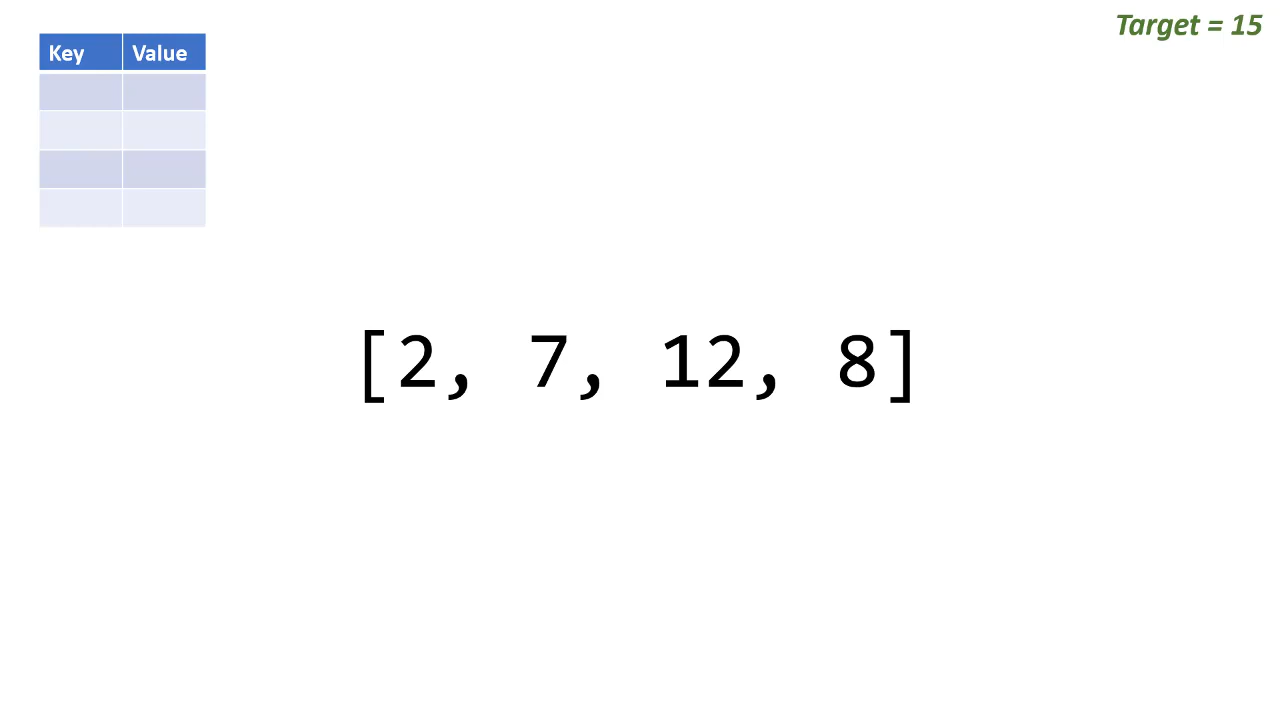 Target = 15
Key Value
[2, 7, 12, 8]